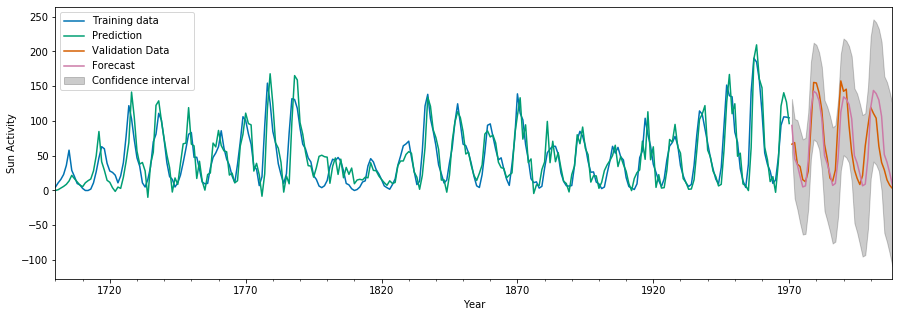 Training data
Prediction
Validation Data
Forecast
Confidence interval
Sun Activity
250
200
150
100
50
0
−50
−100
1720
1770
1820
1870
1920
1970
Year